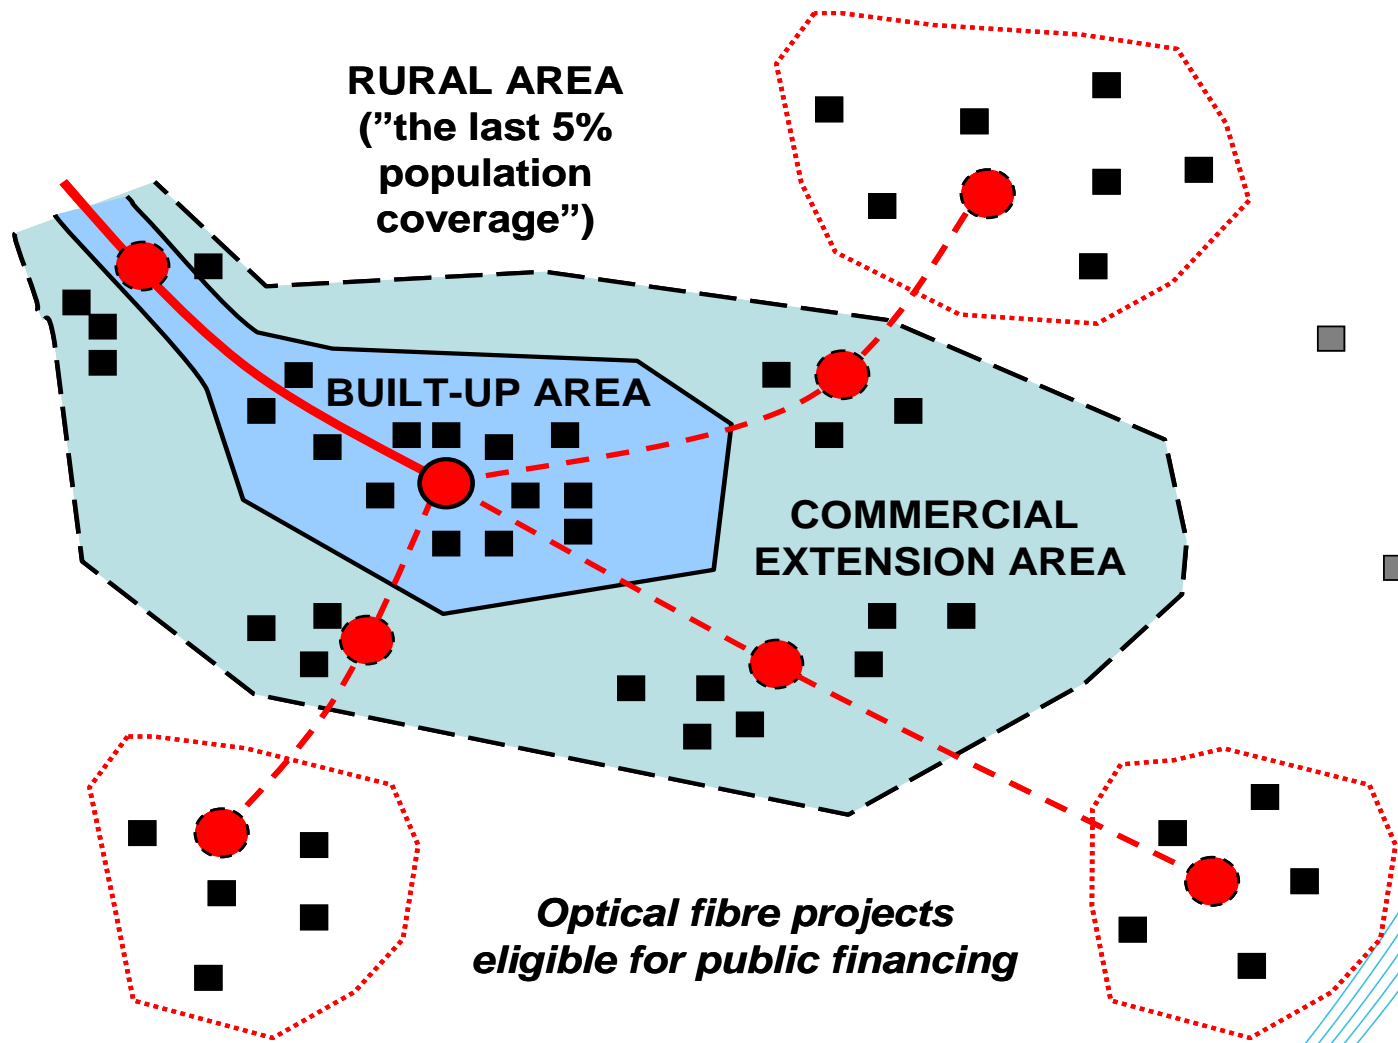 RURAL AREA
(”the last 5%
population
coverage”)
BUILT-UP AREA
COMMERCIAL
EXTENSION AREA
Optical fibre projects
eligible for public financing